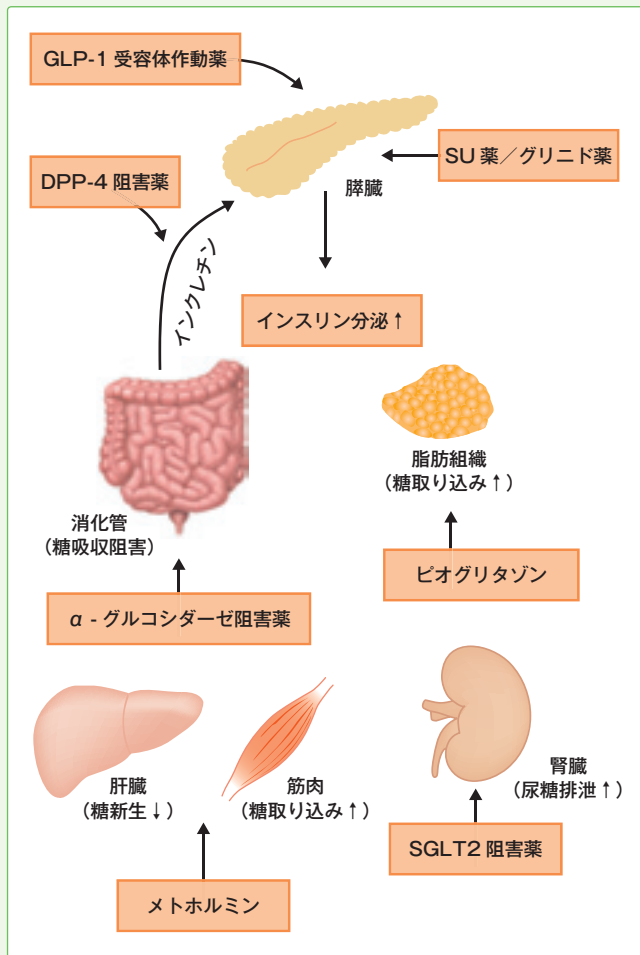 GLP-1 受容体作動薬
SU 薬／グリニド薬
DPP-4 阻害薬
膵臓
インクレチン
インスリン分泌↑
脂肪組織
（糖取り込み↑）
消化管
（糖吸収阻害）
ピオグリタゾン
α - グルコシダーゼ阻害薬
肝臓
（糖新生↓）
筋肉
（糖取り込み↑）
腎臓
（尿糖排泄↑）
SGLT2 阻害薬
メトホルミン